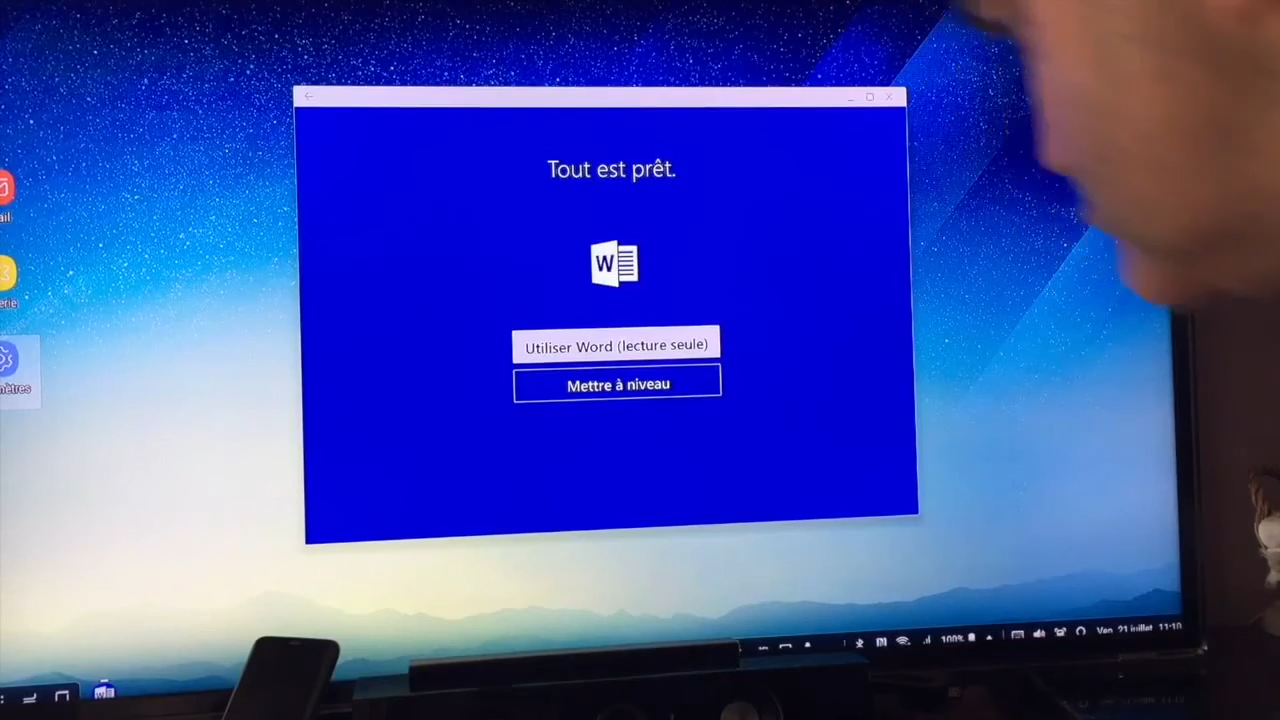 Tout est prêt.
W
Utiliser Word (lecture seule)
Mettre à niveau
100%
Ven. 21 juillet 11:10